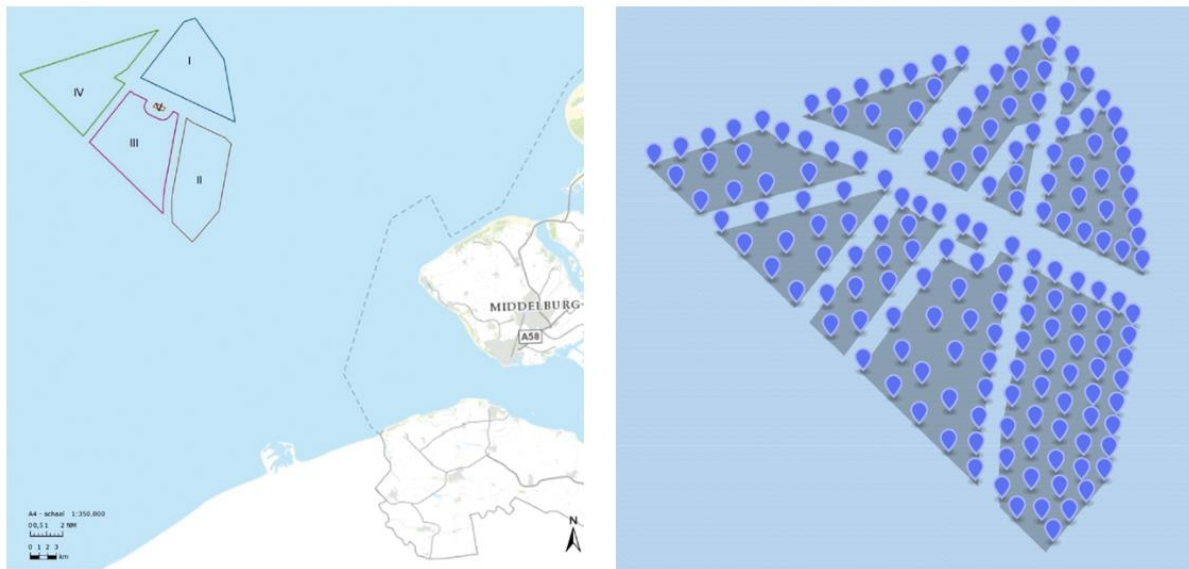 I
IV
V
III
II
MIDDELBURG
A58
A4 - schaal 1:350.000
0 0,5 1 2 NM
0 1 2 3
km
N